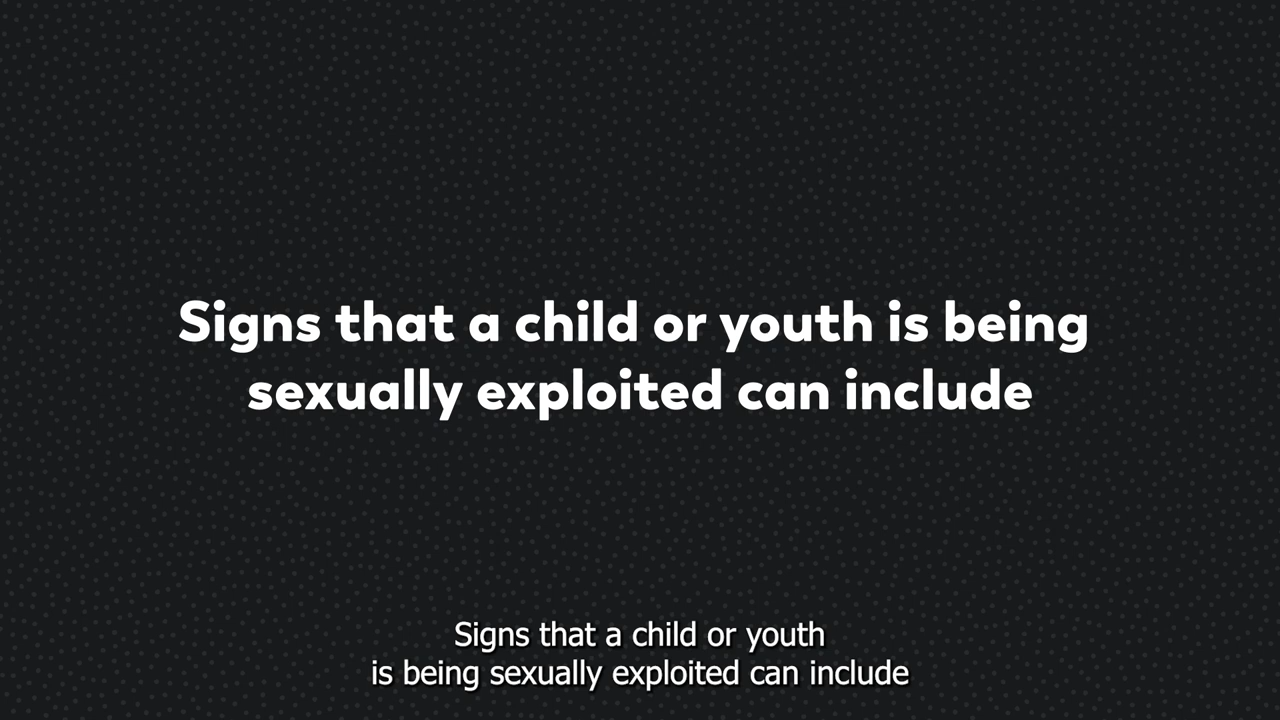 Signs that a child or youth is being
sexually exploited can include
Signs that a child or youth
is being sexually exploited can include